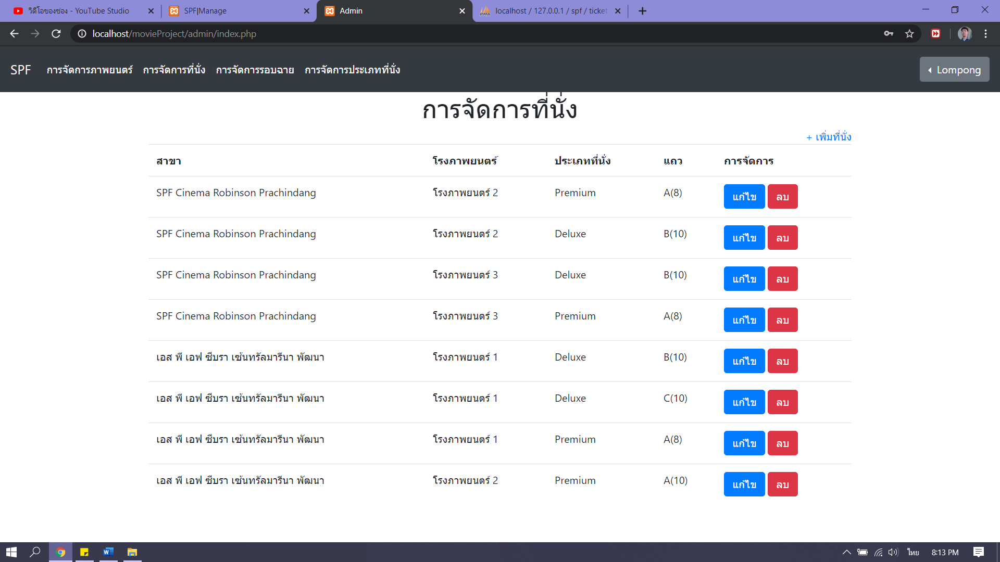 วิดีโอของช่อง - YouTube Studio
SPF|Manage
Admin
localhost / 127.0.0.1 / spf / ticket
localhost/movieProject/admin/index.php
SPF การจัดการภาพยนตร์ การจัดการที่นั่ง การจัดการรอบฉาย การจัดการประเภทที่นั่ง Lompong
การจัดการที่นั่ง
+ เพิ่มที่นั่ง
สาขา โรงภาพยนตร์ ประเภทที่นั่ง แถว การจัดการ
SPF Cinema Robinson Prachindang โรงภาพยนตร์ 2 Premium A(8) แก้ไข ลบ
SPF Cinema Robinson Prachindang โรงภาพยนตร์ 2 Deluxe B(10) แก้ไข ลบ
SPF Cinema Robinson Prachindang โรงภาพยนตร์ 3 Deluxe B(10) แก้ไข ลบ
SPF Cinema Robinson Prachindang โรงภาพยนตร์ 3 Premium A(8) แก้ไข ลบ
เอส พี เอฟ ซีบรา เซ้นทรัลมารีนา พัฒนา โรงภาพยนตร์ 1 Deluxe B(10) แก้ไข ลบ
เอส พี เอฟ ซีบรา เซ้นทรัลมารีนา พัฒนา โรงภาพยนตร์ 1 Deluxe C(10) แก้ไข ลบ
เอส พี เอฟ ซีบรา เซ้นทรัลมารีนา พัฒนา โรงภาพยนตร์ 1 Premium A(8) แก้ไข ลบ
เอส พี เอฟ ซีบรา เซ้นทรัลมารีนา พัฒนา โรงภาพยนตร์ 2 Premium A(10) แก้ไข ลบ
ไทย 8:13 PM